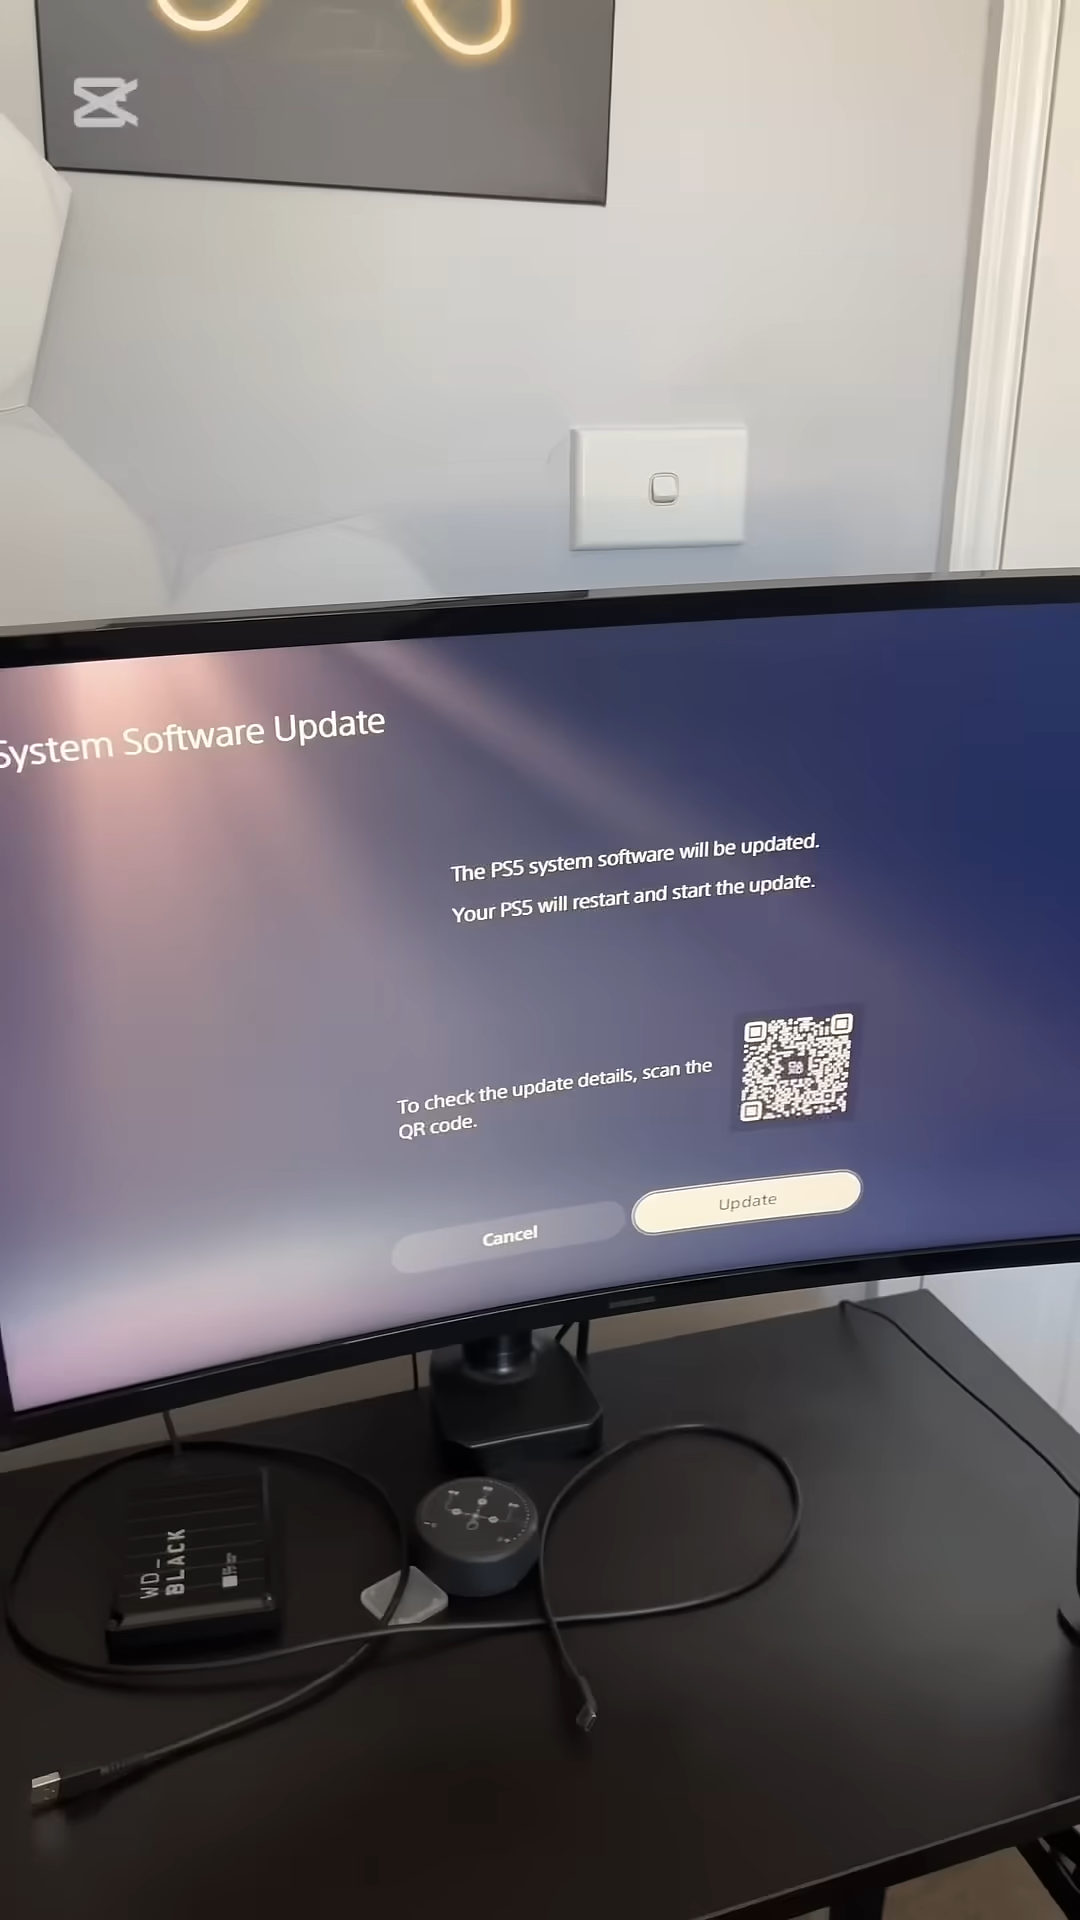 System Software Update
The PS5 system software will be updated.
Your PS5 will restart and start the update.
To check the update details, scan the
QR code.
Update
Cancel
WD_
BLACK